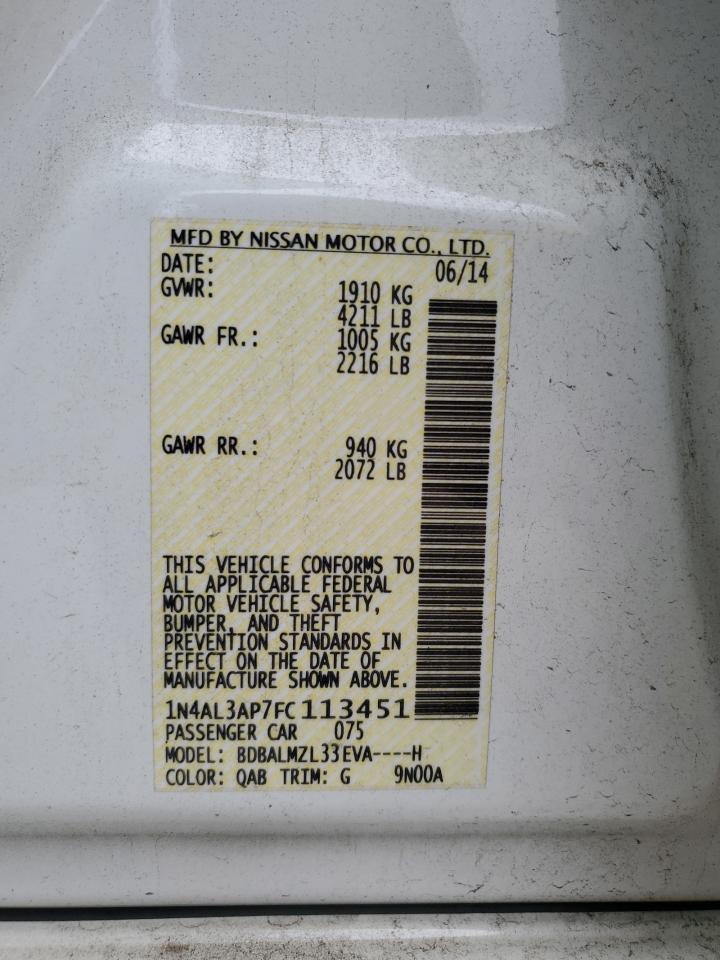 MFD BY NISSAN MOTOR CO., LTD.
DATE: 06/14
GVWR: 1910 KG
4211 LB
GAWR FR.: 1005 KG
2216 LB
GAWR RR.: 940 KG
2072 LB
THIS VEHICLE CONFORMS TO
ALL APPLICABLE FEDERAL
MOTOR VEHICLE SAFETY,
BUMPER, AND THEFT
PREVENTION STANDARDS IN
EFFECT ON THE DATE OF
MANUFACTURE SHOWN ABOVE.
1N4AL3AP7FC113451
PASSENGER CAR 075
MODEL: BDBALMZL33EVA----H
COLOR: QAB TRIM: G 9N00A